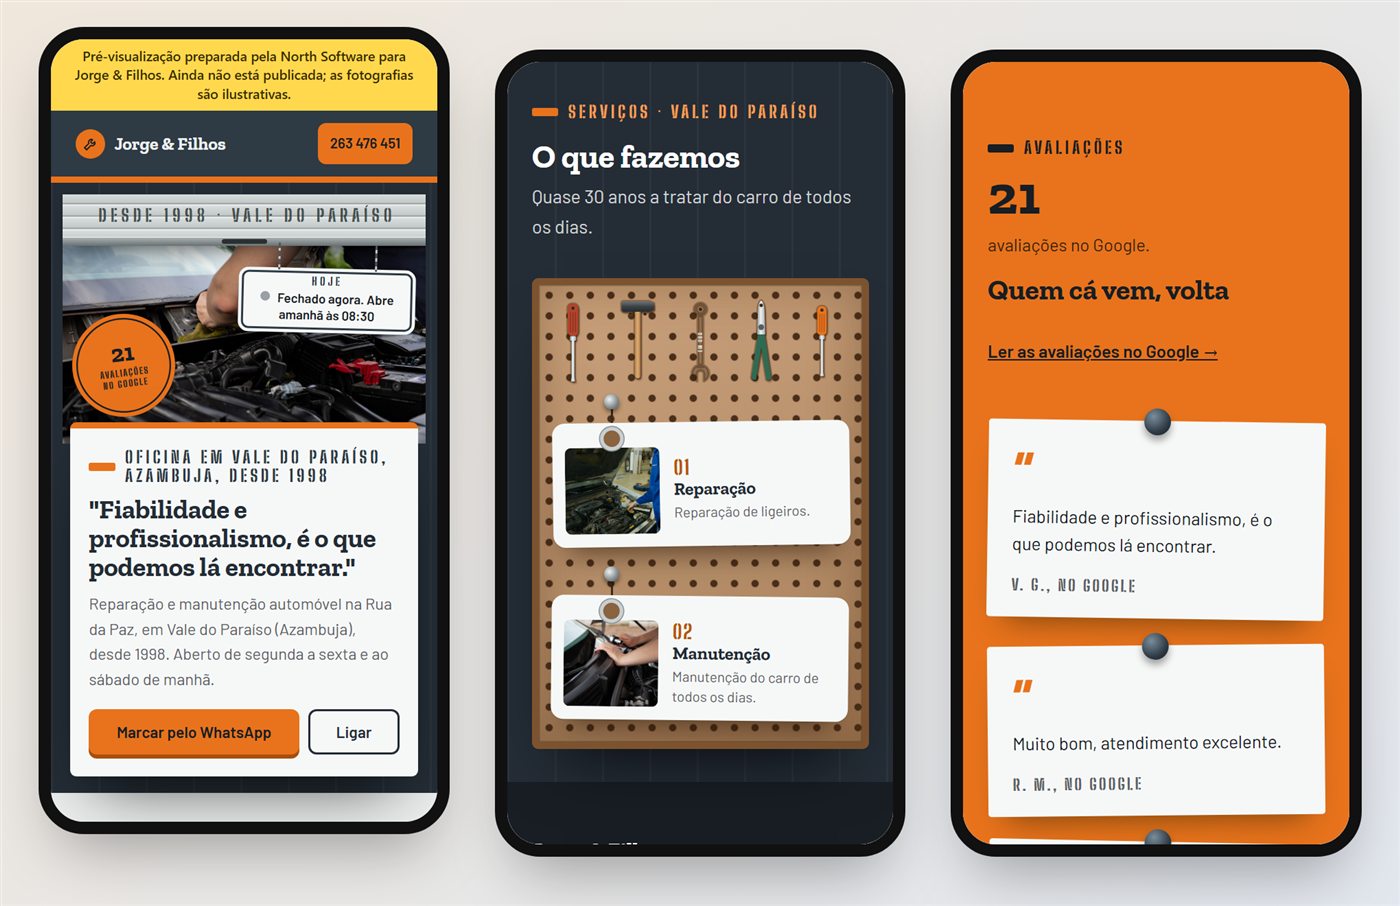 Pré-visualização preparada pela North Software para
Jorge & Filhos. Ainda não está publicada; as fotografias
são ilustrativas.
Jorge & Filhos
263 476 451
DESDE 1998 · VALE DO PARAÍSO
HOJE
Fechado agora. Abre
amanhã às 08:30
21
AVALIAÇÕES
NO GOOGLE
OFICINA EM VALE DO PARAÍSO,
AZAMBUJA, DESDE 1998
"Fiabilidade e
profissionalismo, é o que
podemos lá encontrar."
Reparação e manutenção automóvel na Rua
da Paz, em Vale do Paraíso (Azambuja),
desde 1998. Aberto de segunda a sexta e ao
sábado de manhã.
Marcar pelo WhatsApp
Ligar
SERVIÇOS · VALE DO PARAÍSO
O que fazemos
Quase 30 anos a tratar do carro de todos
os dias.
01
Reparação
Reparação de ligeiros.
02
Manutenção
Manutenção do carro de
todos os dias.
AVALIAÇÕES
21
avaliações no Google.
Quem cá vem, volta
Ler as avaliações no Google →
"
Fiabilidade e profissionalismo, é o
que podemos lá encontrar.
V. G., NO GOOGLE
"
Muito bom, atendimento excelente.
R. M., NO GOOGLE